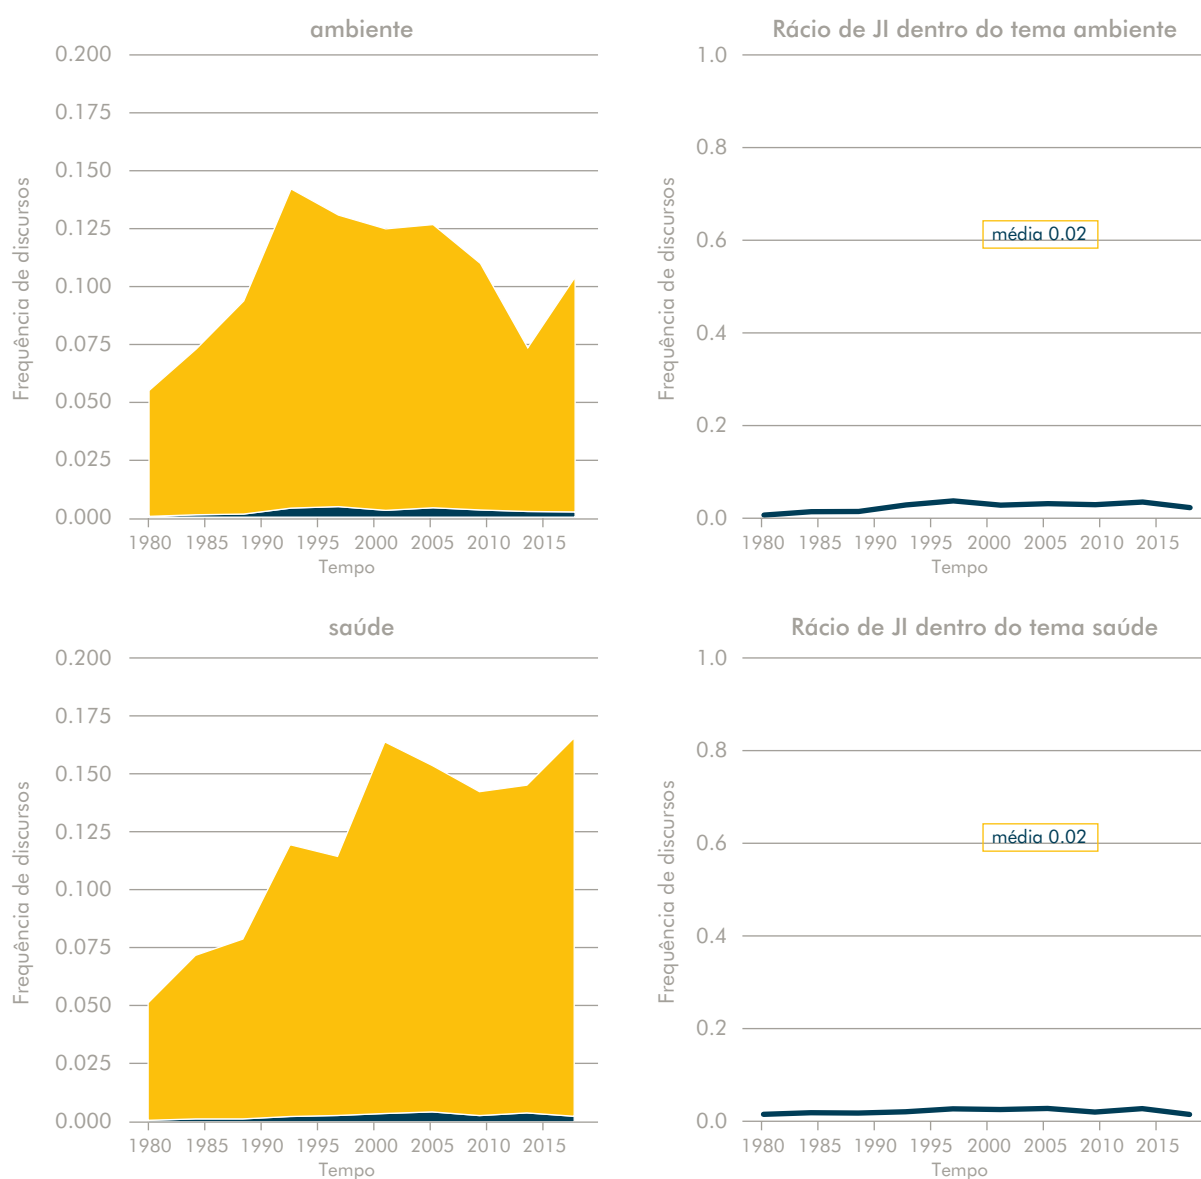 ambiente
0.200
0.175
0.150
0.125
0.100
0.075
0.050
0.025
0.000
Frequência de discursos
1980 1985 1990 1995 2000 2005 2010 2015
Tempo
Rácio de JI dentro do tema ambiente
1.0
0.8
0.6
0.4
0.2
0.0
Frequência de discursos
média 0.02
1980 1985 1990 1995 2000 2005 2010 2015
Tempo
saúde
0.200
0.175
0.150
0.125
0.100
0.075
0.050
0.025
0.000
Frequência de discursos
1980 1985 1990 1995 2000 2005 2010 2015
Tempo
Rácio de JI dentro do tema saúde
1.0
0.8
0.6
0.4
0.2
0.0
Frequência de discursos
média 0.02
1980 1985 1990 1995 2000 2005 2010 2015
Tempo